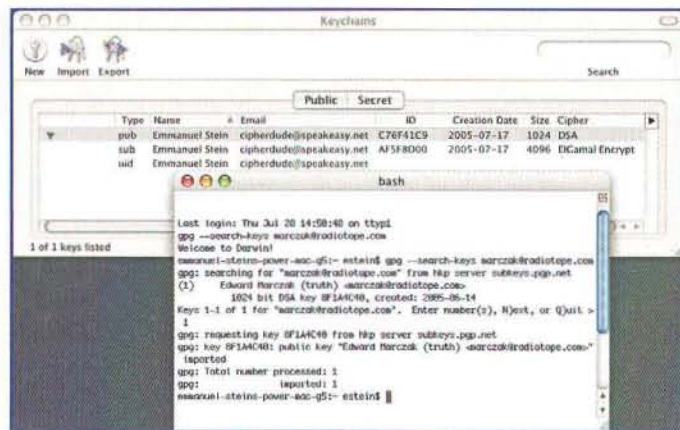 Keychains
New Import Export
Search
Public Secret
Type Name Email ID Creation Date Size Cipher
pub Emmanuel Stein cipherdude@speakeasy.net C76F41C9 2005-07-17 1024 DSA
sub Emmanuel Stein cipherdude@speakeasy.net AF5F8D00 2005-07-17 4096 ElGamal Encrypt
uid Emmanuel Stein cipherdude@speakeasy.net
1 of 1 keys listed
bash
Last login: Thu Jul 28 14:50:40 on ttyp1
gpg --search-keys marczak@radiotope.com
Welcome to Darwin!
emmanuel-steins-power-mac-g5:~ estein$ gpg --search-keys marczak@radiotope.com
gpg: searching for "marczak@radiotope.com" from hkp server subkeys.pgp.net
(1) Edward Marczak (truth) <marczak@radiotope.com>
1024 bit DSA key 8F1A4C40, created: 2005-06-14
Keys 1-1 of 1 for "marczak@radiotope.com". Enter number(s), N)ext, or Q)uit >
1
gpg: requesting key 8F1A4C40 from hkp server subkeys.pgp.net
gpg: key 8F1A4C40: public key "Edward Marczak (truth) <marczak@radiotope.com>"
imported
gpg: Total number processed: 1
gpg: imported: 1
emmanuel-steins-power-mac-g5:~ estein$